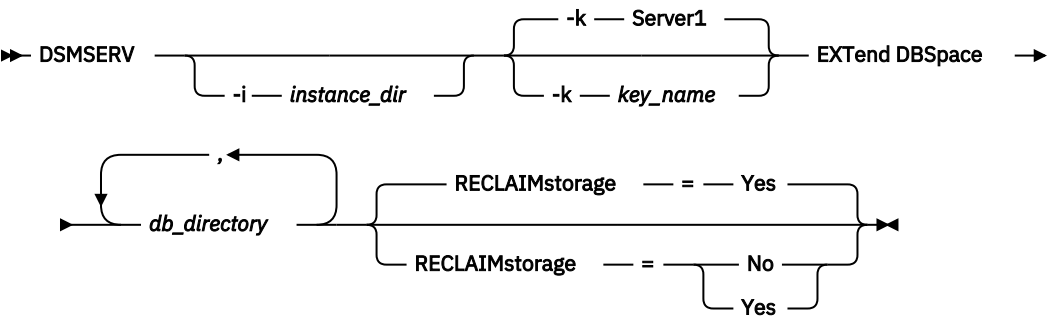 -k Server1
DSMSERV EXTend DBSpace
-i instance_dir -k key_name
,
RECLAIMstorage = Yes
db_directory
RECLAIMstorage = No
Yes